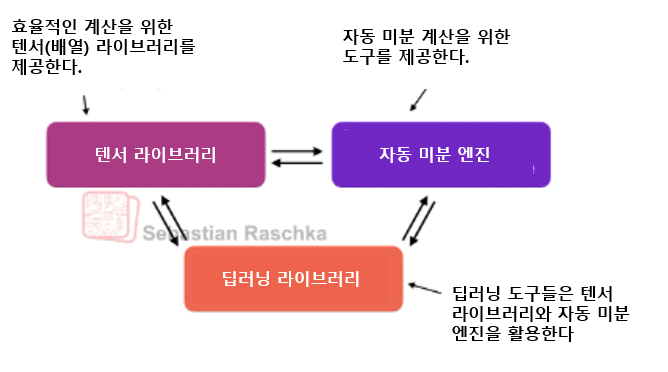 효율적인 계산을 위한
텐서(배열) 라이브러리를
제공한다.
자동 미분 계산을 위한
도구를 제공한다.
텐서 라이브러리
자동 미분 엔진
Sebastian Raschka
딥러닝 라이브러리
딥러닝 도구들은 텐서
라이브러리와 자동 미분
엔진을 활용한다